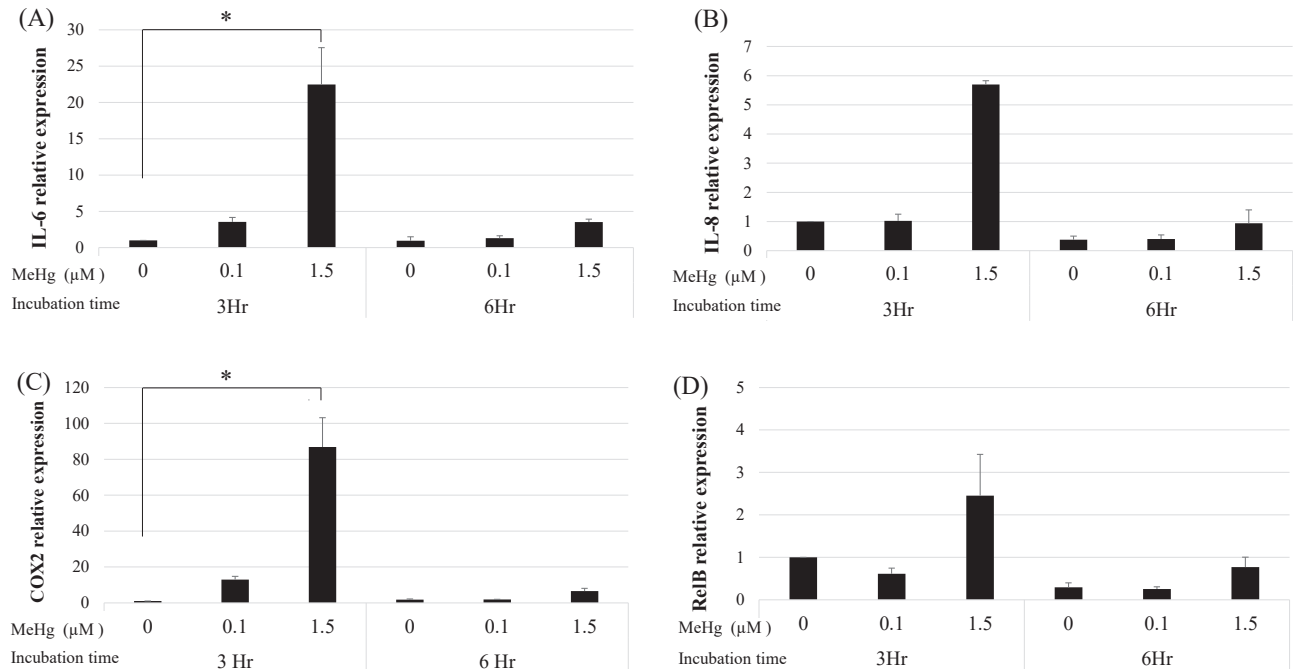 (A)
*
IL-6 relative expression
30
25
20
15
10
5
0
MeHg (µM ) 0 0.1 1.5 0 0.1 1.5
Incubation time 3Hr 6Hr
(B)
IL-8 relative expression
7
6
5
4
3
2
1
0
MeHg (µM ) 0 0.1 1.5 0 0.1 1.5
Incubation time 3Hr 6Hr
(C)
*
COX2 relative expression
120
100
80
60
40
20
0
MeHg (µM ) 0 0.1 1.5 0 0.1 1.5
Incubation time 3 Hr 6 Hr
(D)
RelB relative expression
5
4
3
2
1
0
MeHg (µM ) 0 0.1 1.5 0 0.1 1.5
Incubation time 3Hr 6Hr